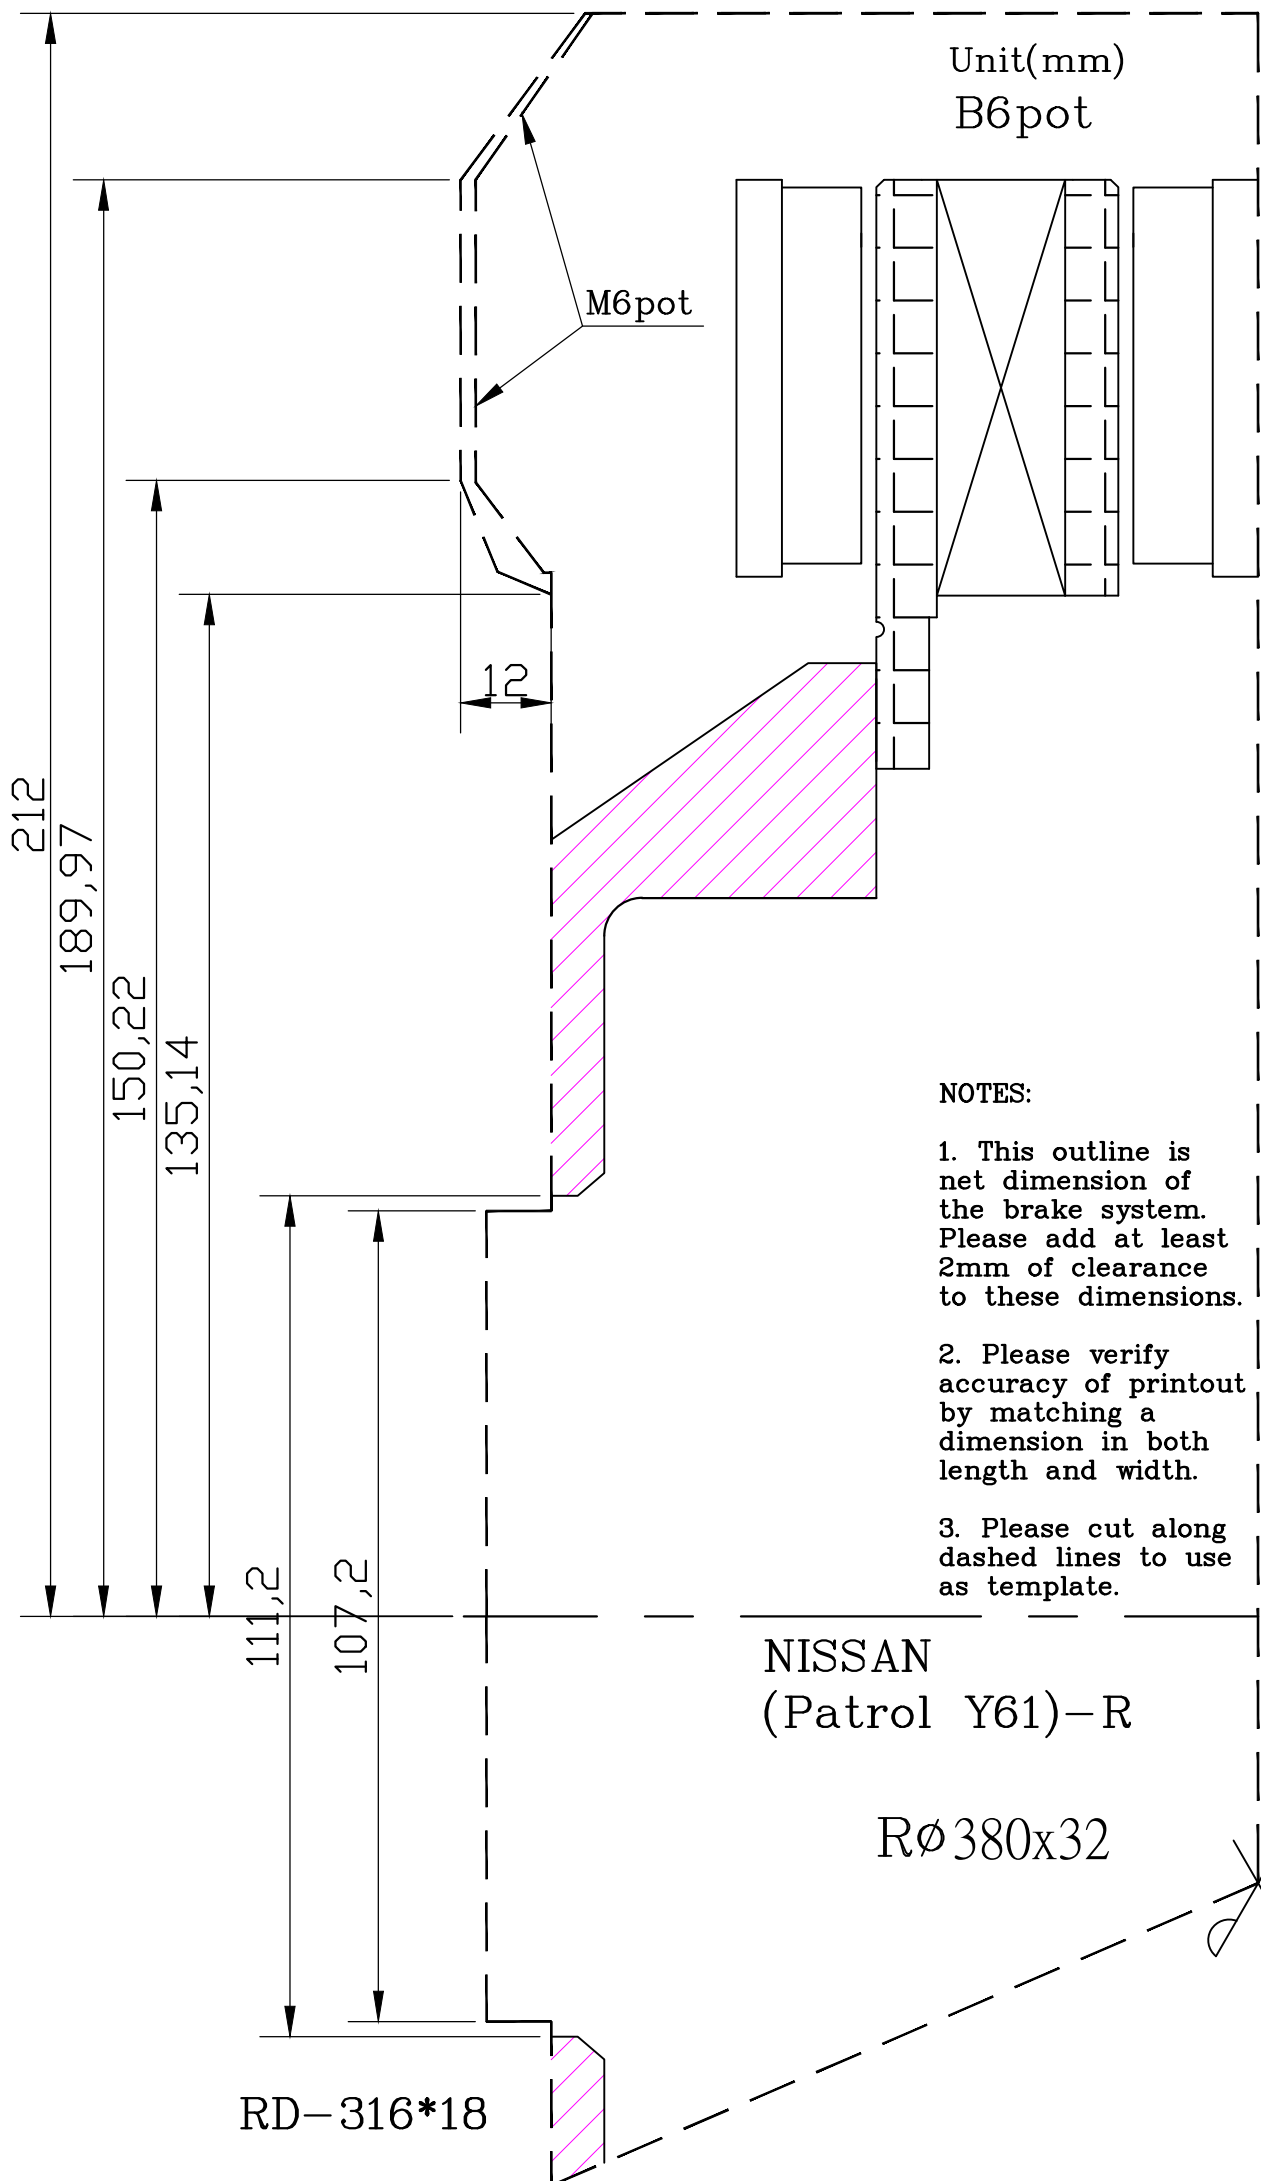 Unit(mm)
B6pot
M6pot
12
212
189,97
150,22
135,14
111,2
107,2
NOTES:
1. This outline is
net dimension of
the brake system.
Please add at least
2mm of clearance
to these dimensions.
2. Please verify
accuracy of printout
by matching a
dimension in both
length and width.
3. Please cut along
dashed lines to use
as template.
NISSAN
(Patrol Y61)-R
RØ380x32
RD-316*18